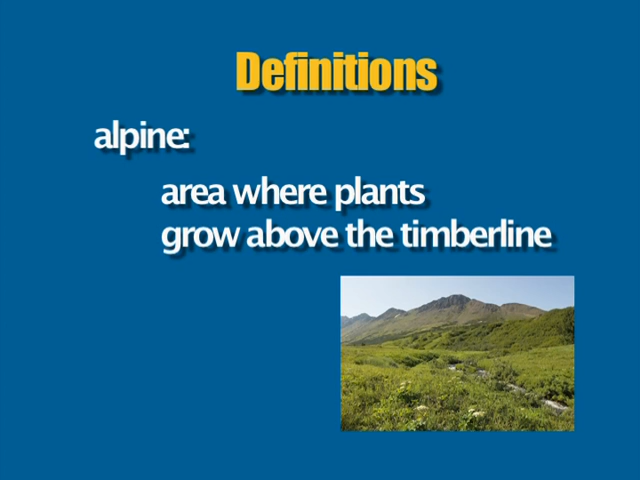 Definitions
alpine:
area where plants
grow above the timberline